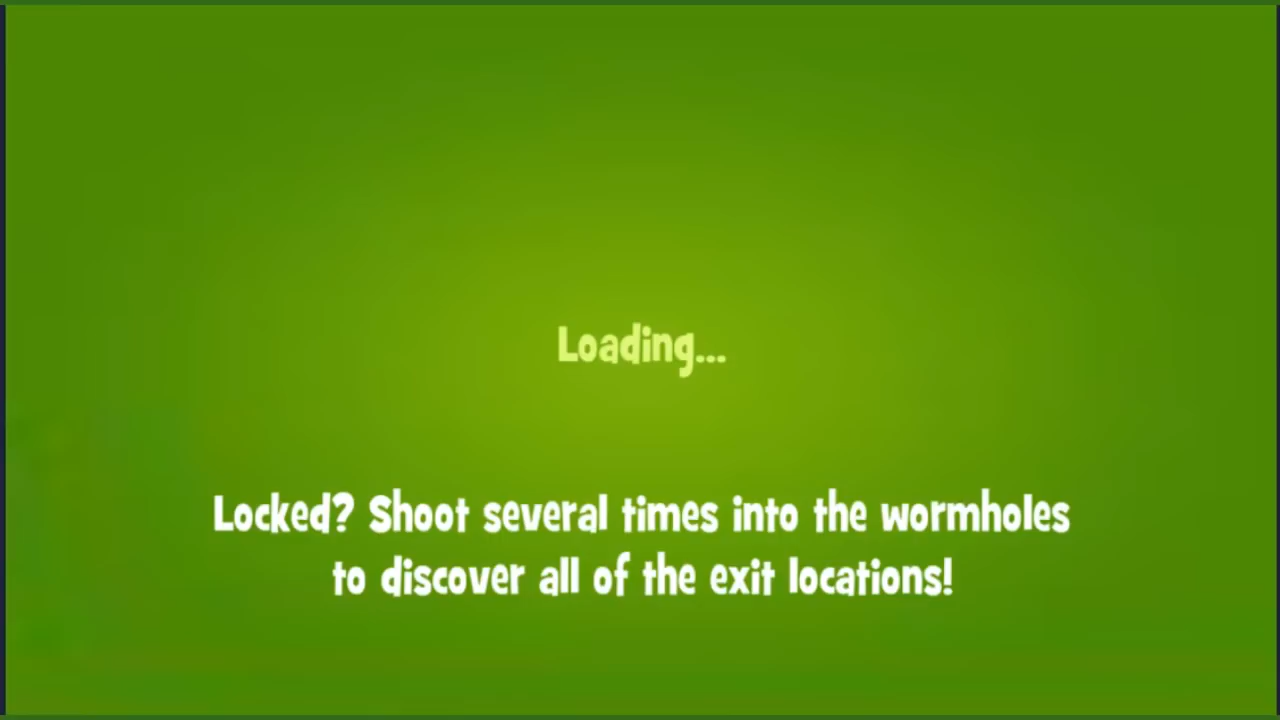 Loading...
Locked? Shoot several times into the wormholes
to discover all of the exit locations!